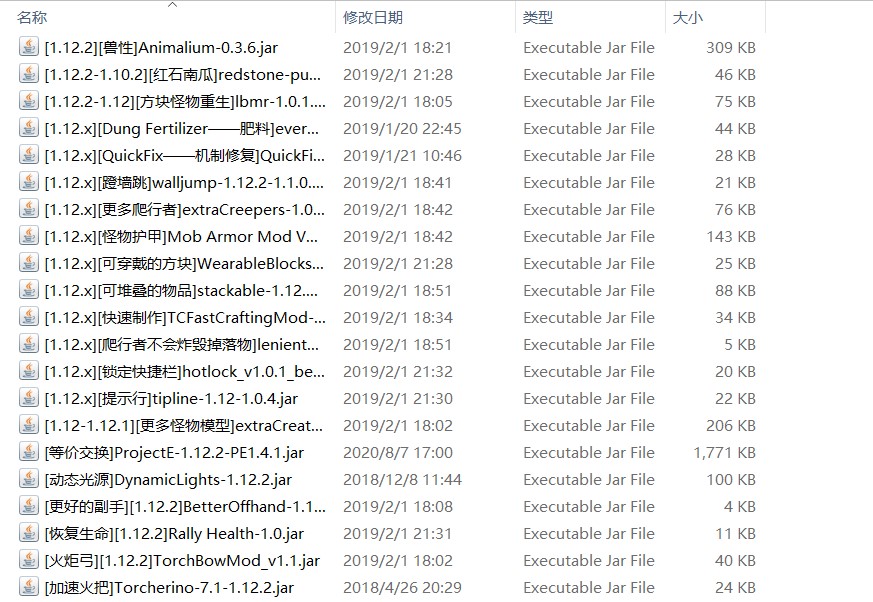 名称 修改日期 类型 大小
[1.12.2][兽性]Animalium-0.3.6.jar 2019/2/1 18:21 Executable Jar File 309 KB
[1.12.2-1.10.2][红石南瓜]redstone-pu... 2019/2/1 21:28 Executable Jar File 46 KB
[1.12.2-1.12][方块怪物重生]lbmr-1.0.1.... 2019/2/1 18:05 Executable Jar File 75 KB
[1.12.x][Dung Fertilizer——肥料]ever... 2019/1/20 22:45 Executable Jar File 44 KB
[1.12.x][QuickFix——机制修复]QuickFi... 2019/1/21 10:46 Executable Jar File 28 KB
[1.12.x][蹬墙跳]walljump-1.12.2-1.1.0.... 2019/2/1 18:41 Executable Jar File 21 KB
[1.12.x][更多爬行者]extraCreepers-1.0... 2019/2/1 18:42 Executable Jar File 76 KB
[1.12.x][怪物护甲]Mob Armor Mod V... 2019/2/1 18:42 Executable Jar File 143 KB
[1.12.x][可穿戴的方块]WearableBlocks... 2019/2/1 21:28 Executable Jar File 25 KB
[1.12.x][可堆叠的物品]stackable-1.12.... 2019/2/1 18:51 Executable Jar File 88 KB
[1.12.x][快速制作]TCFastCraftingMod-... 2019/2/1 18:34 Executable Jar File 34 KB
[1.12.x][爬行者不会炸毁掉落物]lenient... 2019/2/1 18:51 Executable Jar File 5 KB
[1.12.x][锁定快捷栏]hotlock_v1.0.1_be... 2019/2/1 21:32 Executable Jar File 20 KB
[1.12.x][提示行]tipline-1.12-1.0.4.jar 2019/2/1 21:30 Executable Jar File 22 KB
[1.12-1.12.1][更多怪物模型]extraCreat... 2019/2/1 18:02 Executable Jar File 206 KB
[等价交换]ProjectE-1.12.2-PE1.4.1.jar 2020/8/7 17:00 Executable Jar File 1,771 KB
[动态光源]DynamicLights-1.12.2.jar 2018/12/8 11:44 Executable Jar File 100 KB
[更好的副手][1.12.2]BetterOffhand-1.1... 2019/2/1 18:08 Executable Jar File 4 KB
[恢复生命][1.12.2]Rally Health-1.0.jar 2019/2/1 21:31 Executable Jar File 11 KB
[火炬弓][1.12.2]TorchBowMod_v1.1.jar 2019/2/1 18:02 Executable Jar File 40 KB
[加速火把]Torcherino-7.1-1.12.2.jar 2018/4/26 20:29 Executable Jar File 24 KB